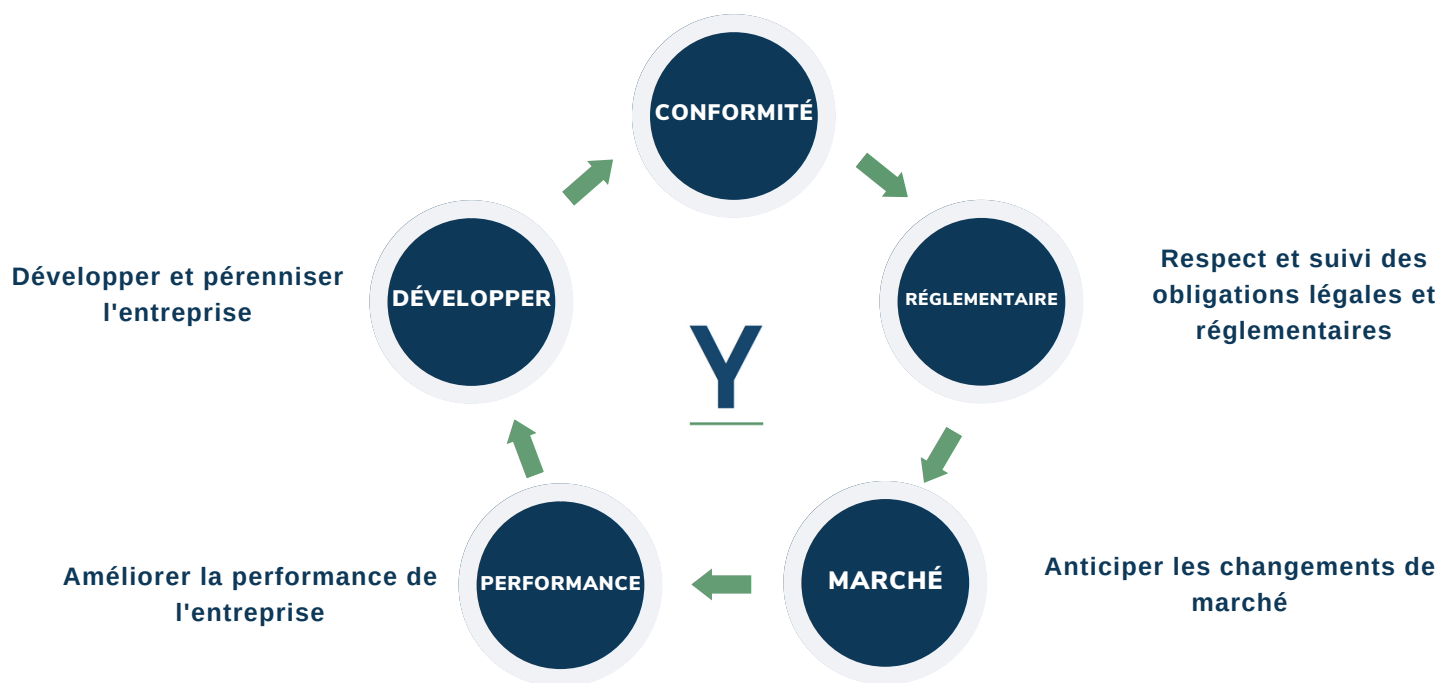 CONFORMITÉ
DÉVELOPPER
RÉGLEMENTAIRE
Développer et pérenniser
l'entreprise
Respect et suivi des
obligations légales et
réglementaires
Y
PERFORMANCE
MARCHÉ
Améliorer la performance de
l'entreprise
Anticiper les changements de
marché